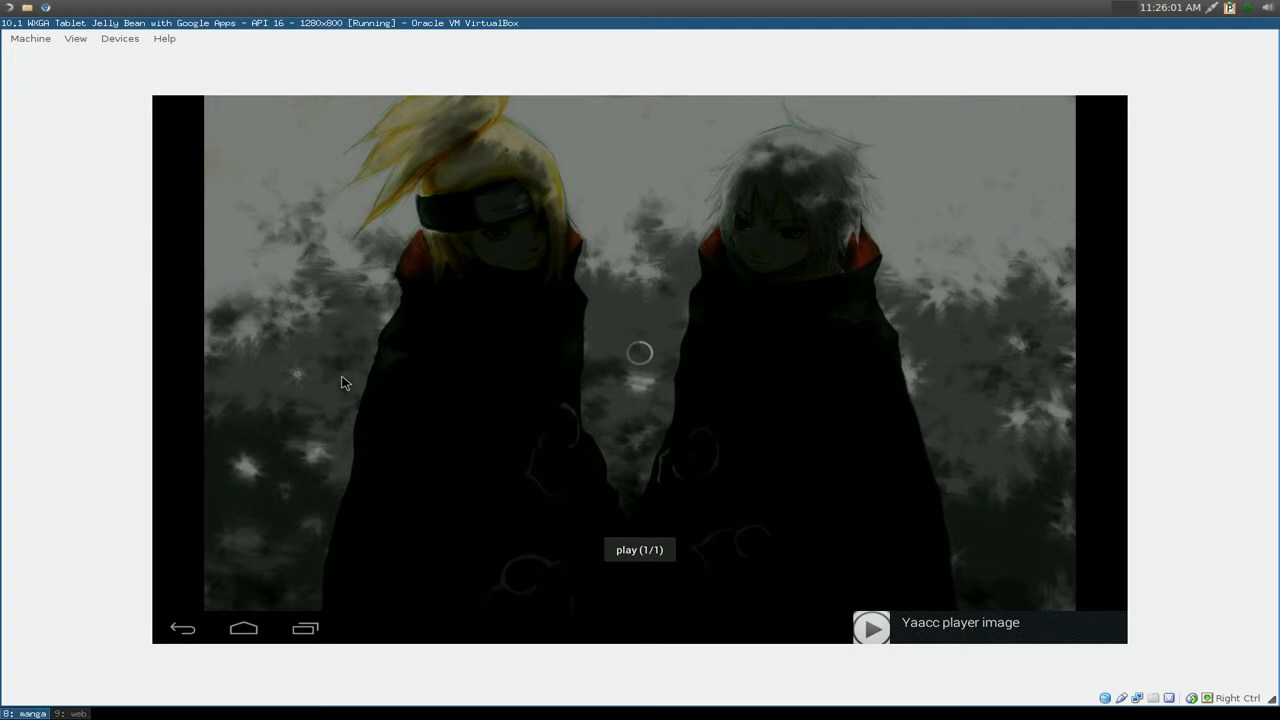 11:26:01 AM
10.1 WXGA Tablet Jelly Bean with Google Apps - API 16 - 1280x800 [Running] - Oracle VM VirtualBox
Machine View Devices Help
play (1/1)
Yaacc player image
Right Ctrl
8: manga 9: web